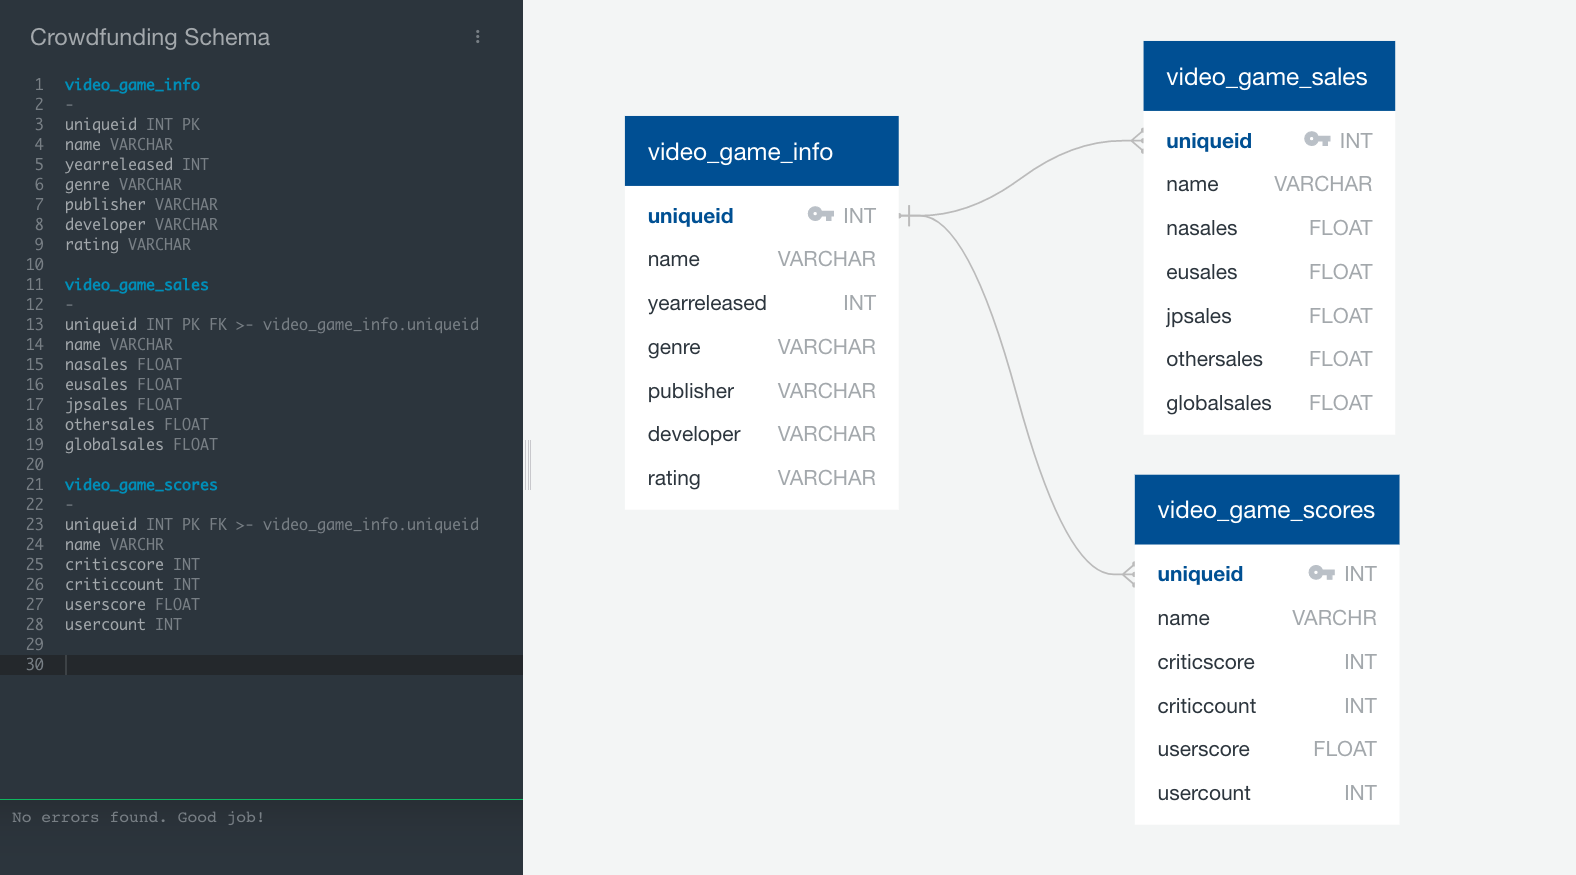 Crowdfunding Schema
1 video_game_info
2 -
3 uniqueid INT PK
4 name VARCHAR
5 yearreleased INT
6 genre VARCHAR
7 publisher VARCHAR
8 developer VARCHAR
9 rating VARCHAR
10
11 video_game_sales
12 -
13 uniqueid INT PK FK >- video_game_info.uniqueid
14 name VARCHAR
15 nasales FLOAT
16 eusales FLOAT
17 jpsales FLOAT
18 othersales FLOAT
19 globalsales FLOAT
20
21 video_game_scores
22 -
23 uniqueid INT PK FK >- video_game_info.uniqueid
24 name VARCHR
25 criticscore INT
26 criticcount INT
27 userscore FLOAT
28 usercount INT
29
30
No errors found. Good job!
video_game_info
uniqueid INT
name VARCHAR
yearreleased INT
genre VARCHAR
publisher VARCHAR
developer VARCHAR
rating VARCHAR
video_game_sales
uniqueid INT
name VARCHAR
nasales FLOAT
eusales FLOAT
jpsales FLOAT
othersales FLOAT
globalsales FLOAT
video_game_scores
uniqueid INT
name VARCHR
criticscore INT
criticcount INT
userscore FLOAT
usercount INT